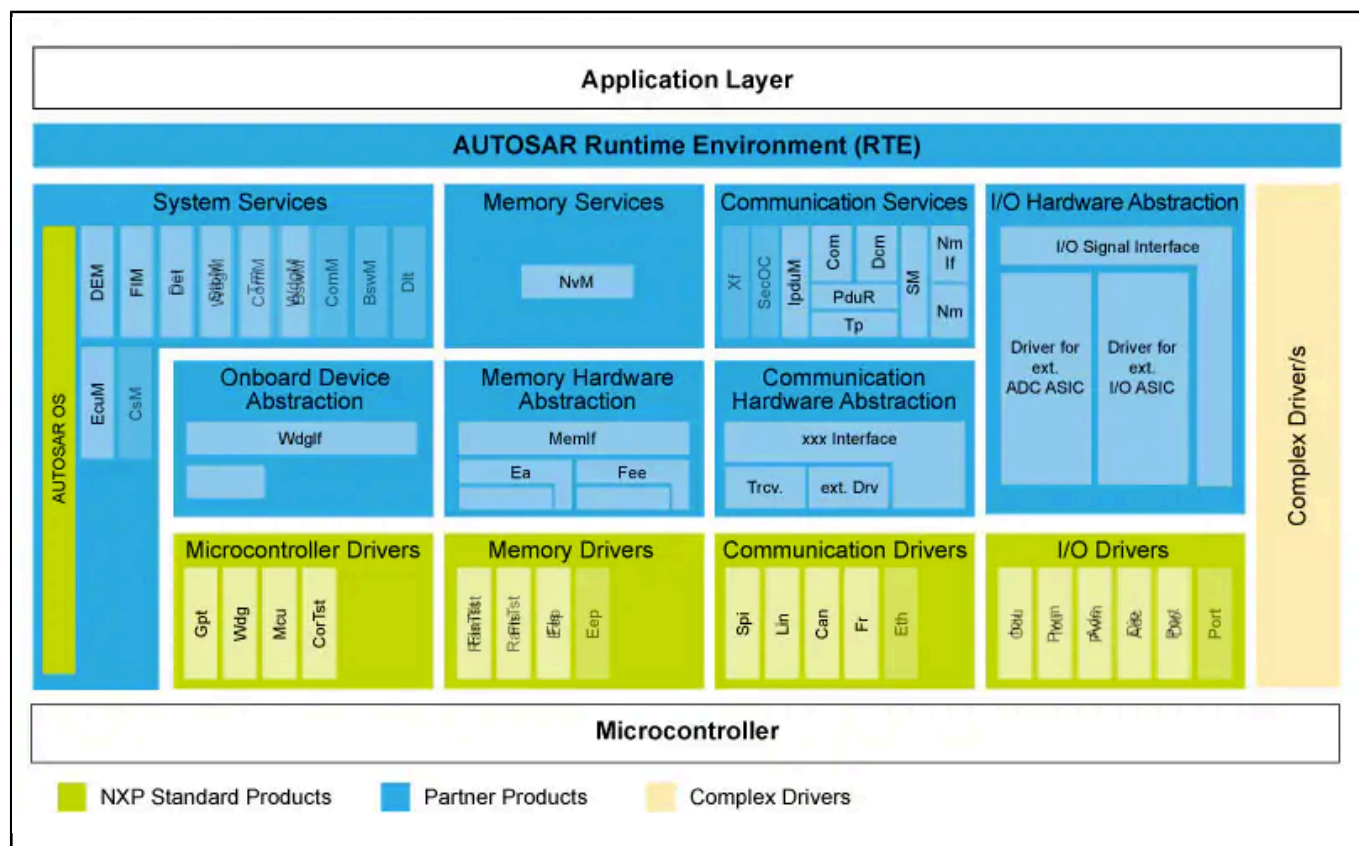 Application Layer
AUTOSAR Runtime Environment (RTE)
System Services
AUTOSAR OS
DEM
FIM
Det
ComM
BswM
Dlt
EcuM
CsM
Memory Services
NvM
Communication Services
Xf
SecOC
IpduM
Com
Dcm
PduR
Tp
SM
Nm
If
Nm
I/O Hardware Abstraction
I/O Signal Interface
Driver for
ext.
ADC ASIC
Driver for
ext.
I/O ASIC
Complex Driver/s
Onboard Device
Abstraction
WdgIf
Memory Hardware
Abstraction
MemIf
Ea
Fee
Communication
Hardware Abstraction
xxx Interface
Trcv.
ext. Drv
Microcontroller Drivers
Gpt
Wdg
Mcu
CorTst
Memory Drivers
Eep
Communication Drivers
Spi
Lin
Can
Fr
Eth
I/O Drivers
Port
Microcontroller
NXP Standard Products
Partner Products
Complex Drivers